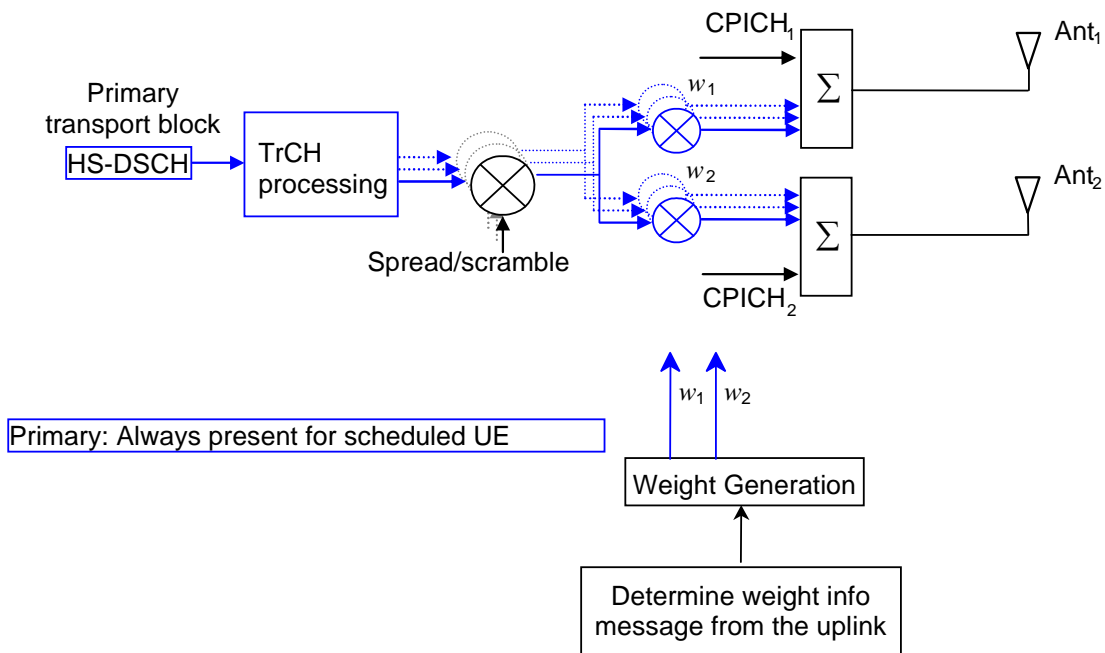 CPICH1
Ant1
w1
Σ
Primary
transport block
HS-DSCH
TrCH
processing
w2
Ant2
Σ
Spread/scramble
CPICH2
w1 w2
Primary: Always present for scheduled UE
Weight Generation
Determine weight info
message from the uplink